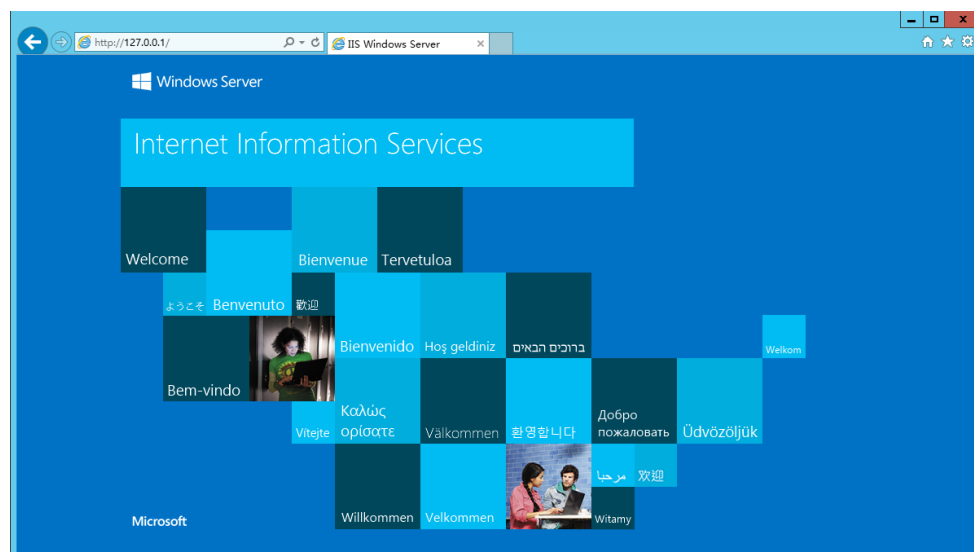 http://127.0.0.1/
IIS Windows Server
Windows Server
Internet Information Services
Welcome
Bienvenue
Tervetuloa
ようこそ
Benvenuto
歡迎
Bienvenido
Hoş geldiniz
ברוכים הבאים
Welkom
Bem-vindo
Vítejte
Καλώς
ορίσατε
Välkommen
환영합니다
Добро
пожаловать
Üdvözöljük
مرحبا
欢迎
Willkommen
Velkommen
Witamy
Microsoft